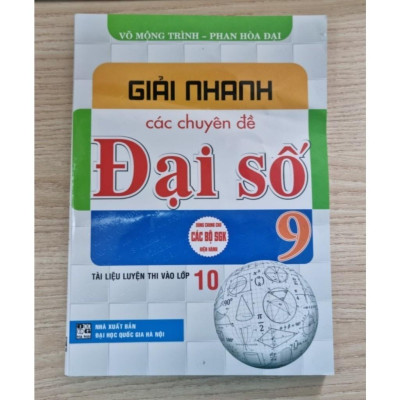 VÕ MỘNG TRÌNH - PHAN HÒA ĐẠI
GIẢI NHANH
các chuyên đề
Đại số
9
DÙNG CHUNG CHO
CÁC BỘ SGK
HIỆN HÀNH
TÀI LIỆU LUYỆN THI VÀO LỚP 10
NHÀ XUẤT BẢN
ĐẠI HỌC QUỐC GIA HÀ NỘI